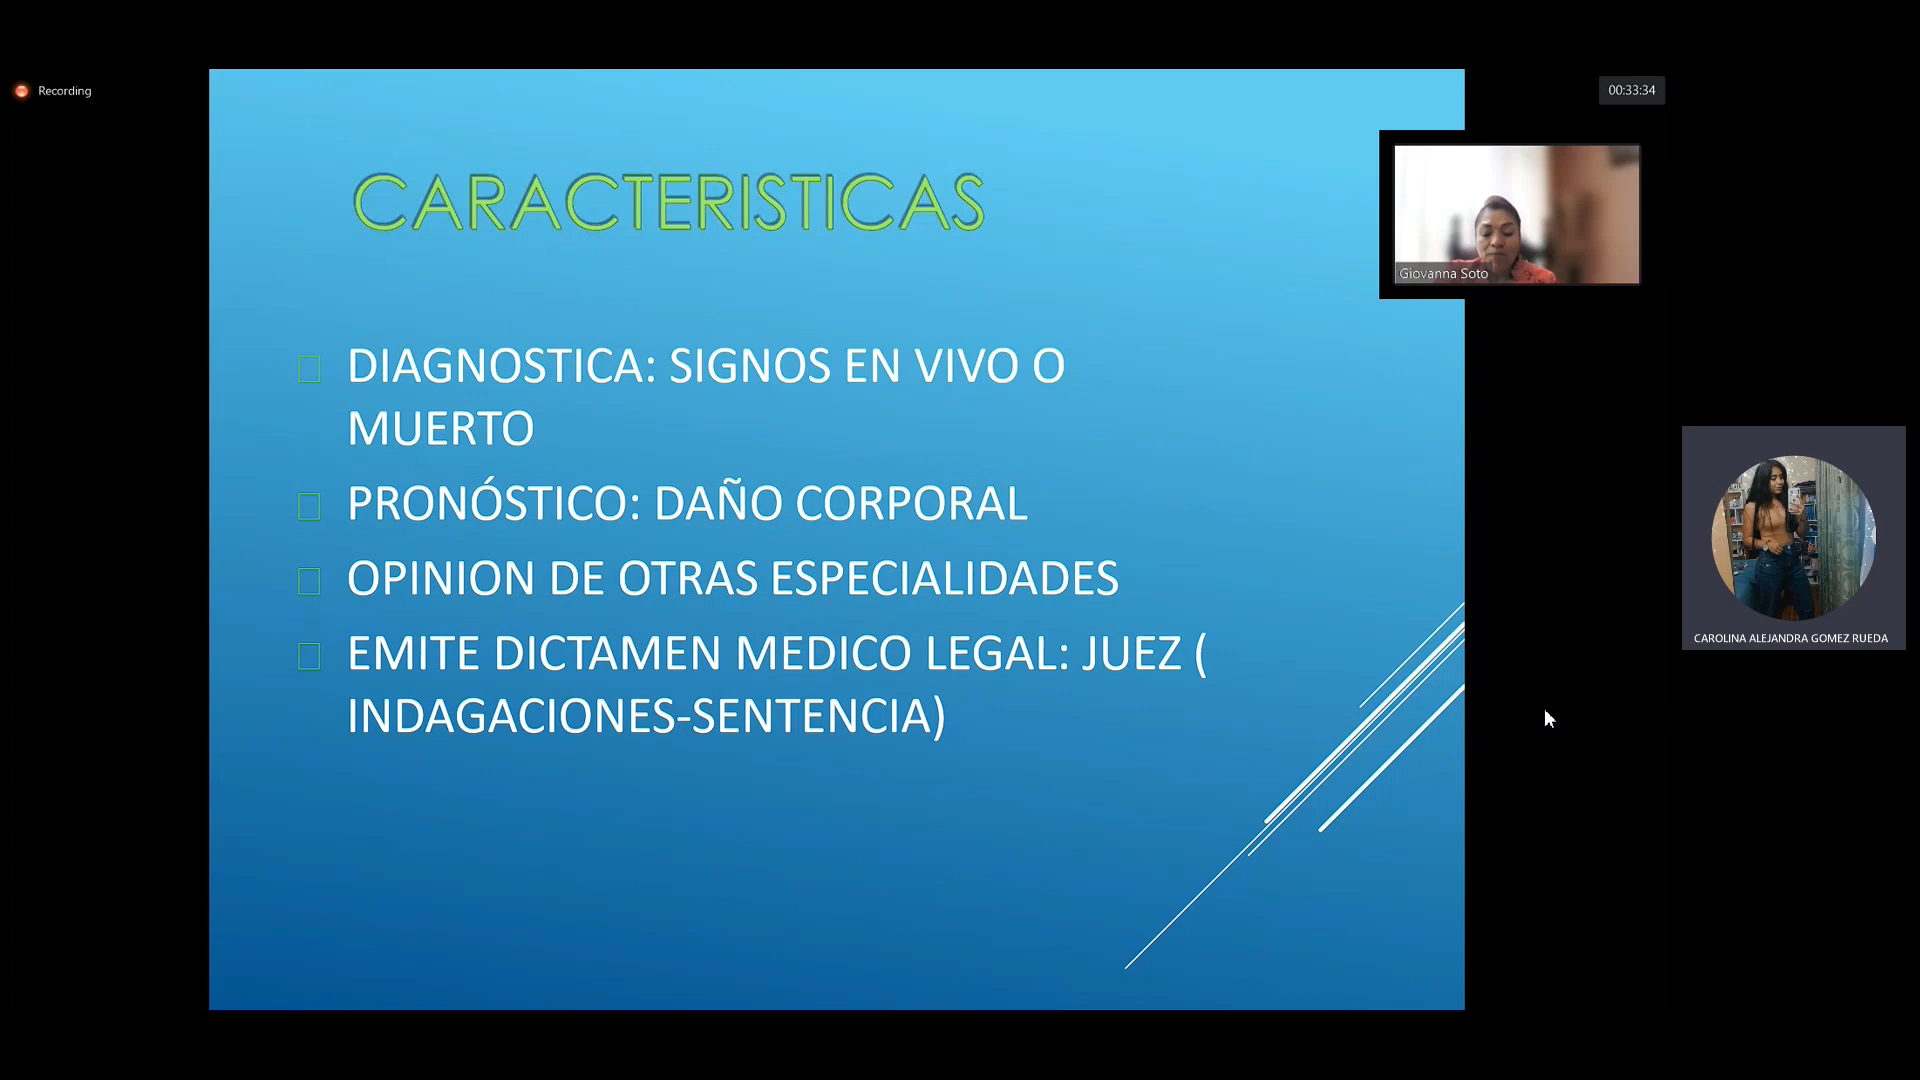 Recording
00:33:34
CARACTERISTICAS
Giovanna Soto
DIAGNOSTICA: SIGNOS EN VIVO O
MUERTO
PRONÓSTICO: DAÑO CORPORAL
OPINION DE OTRAS ESPECIALIDADES
EMITE DICTAMEN MEDICO LEGAL: JUEZ (
INDAGACIONES-SENTENCIA)
CAROLINA ALEJANDRA GOMEZ RUEDA